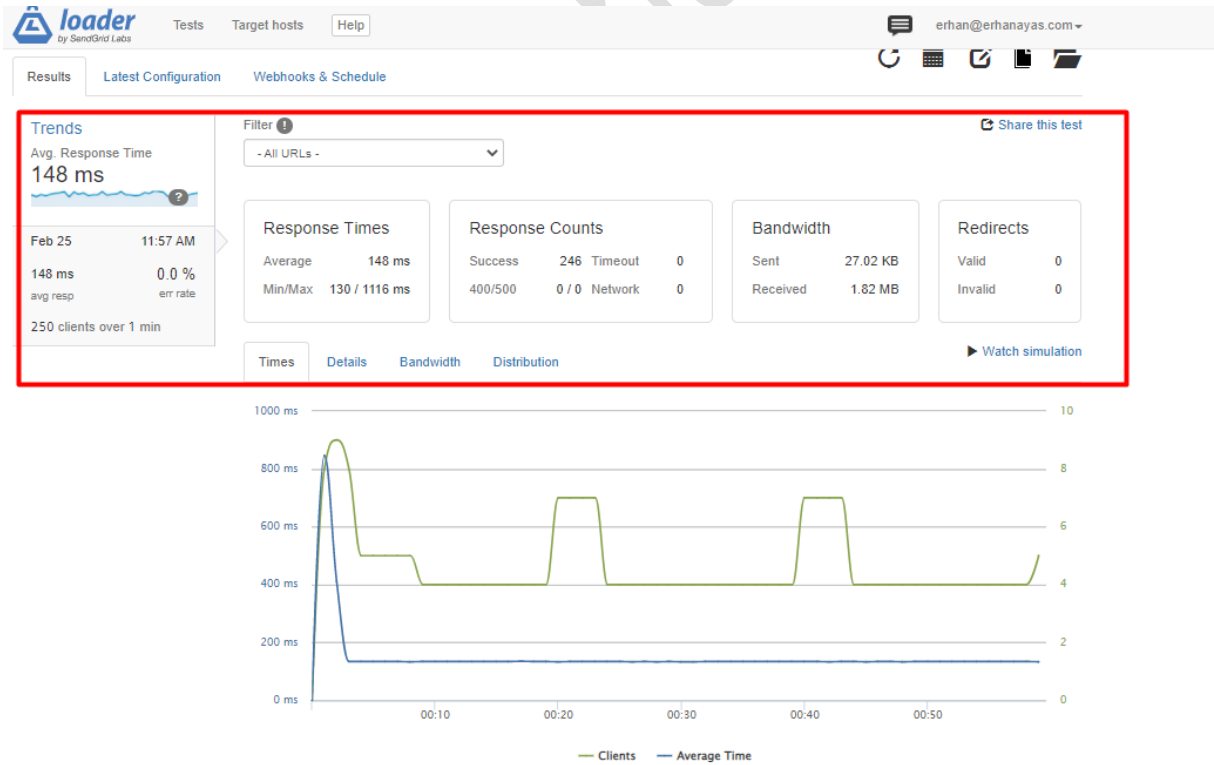 loader
by SendGrid Labs
Tests Target hosts Help
erhan@erhanayas.com
Results Latest Configuration Webhooks & Schedule
Trends
Avg. Response Time
148 ms
?
Feb 25 11:57 AM
148 ms 0.0 %
avg resp err rate
250 clients over 1 min
Filter !
Share this test
- All URLs -
Response Times
Average 148 ms
Min/Max 130 / 1116 ms
Response Counts
Success 246 Timeout 0
400/500 0 / 0 Network 0
Bandwidth
Sent 27.02 KB
Received 1.82 MB
Redirects
Valid 0
Invalid 0
Times Details Bandwidth Distribution
Watch simulation
1000 ms 10
800 ms 8
600 ms 6
400 ms 4
200 ms 2
0 ms 0
00:10 00:20 00:30 00:40 00:50
Clients Average Time